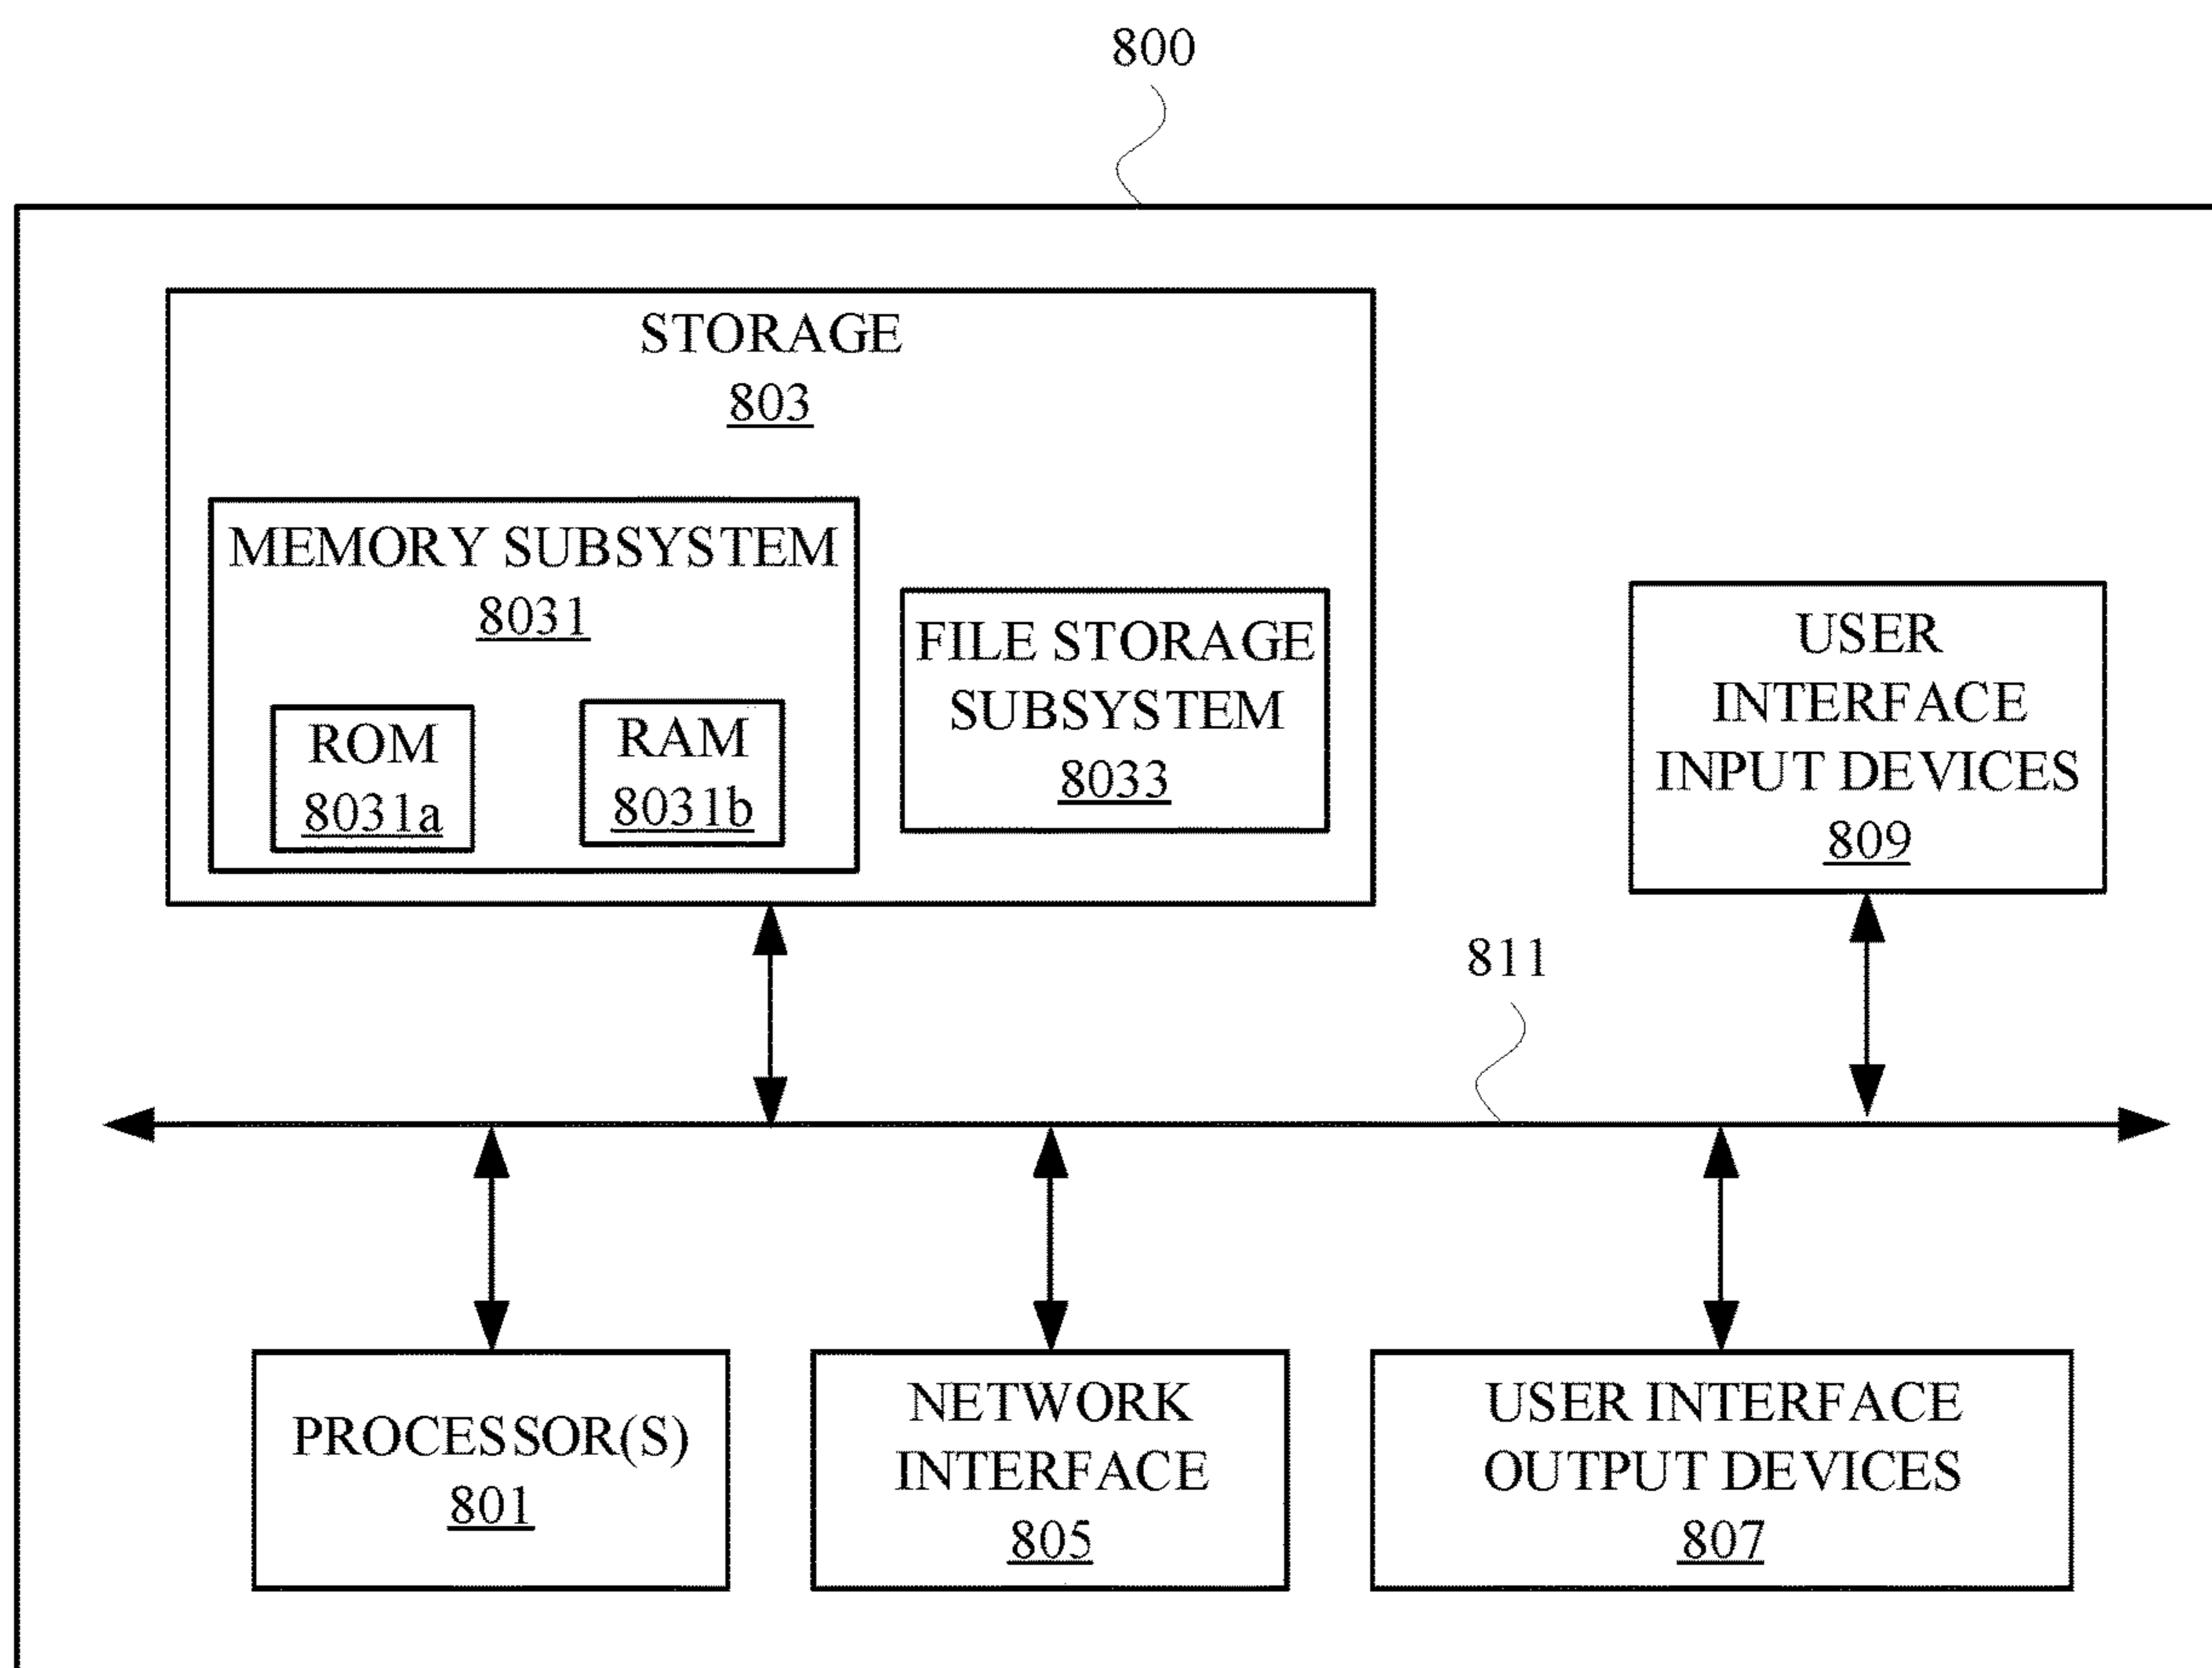 800
STORAGE
803
MEMORY SUBSYSTEM
8031
ROM
8031a
RAM
8031b
FILE STORAGE
SUBSYSTEM
8033
USER
INTERFACE
INPUT DEVICES
809
811
PROCESSOR(S)
801
NETWORK
INTERFACE
805
USER INTERFACE
OUTPUT DEVICES
807